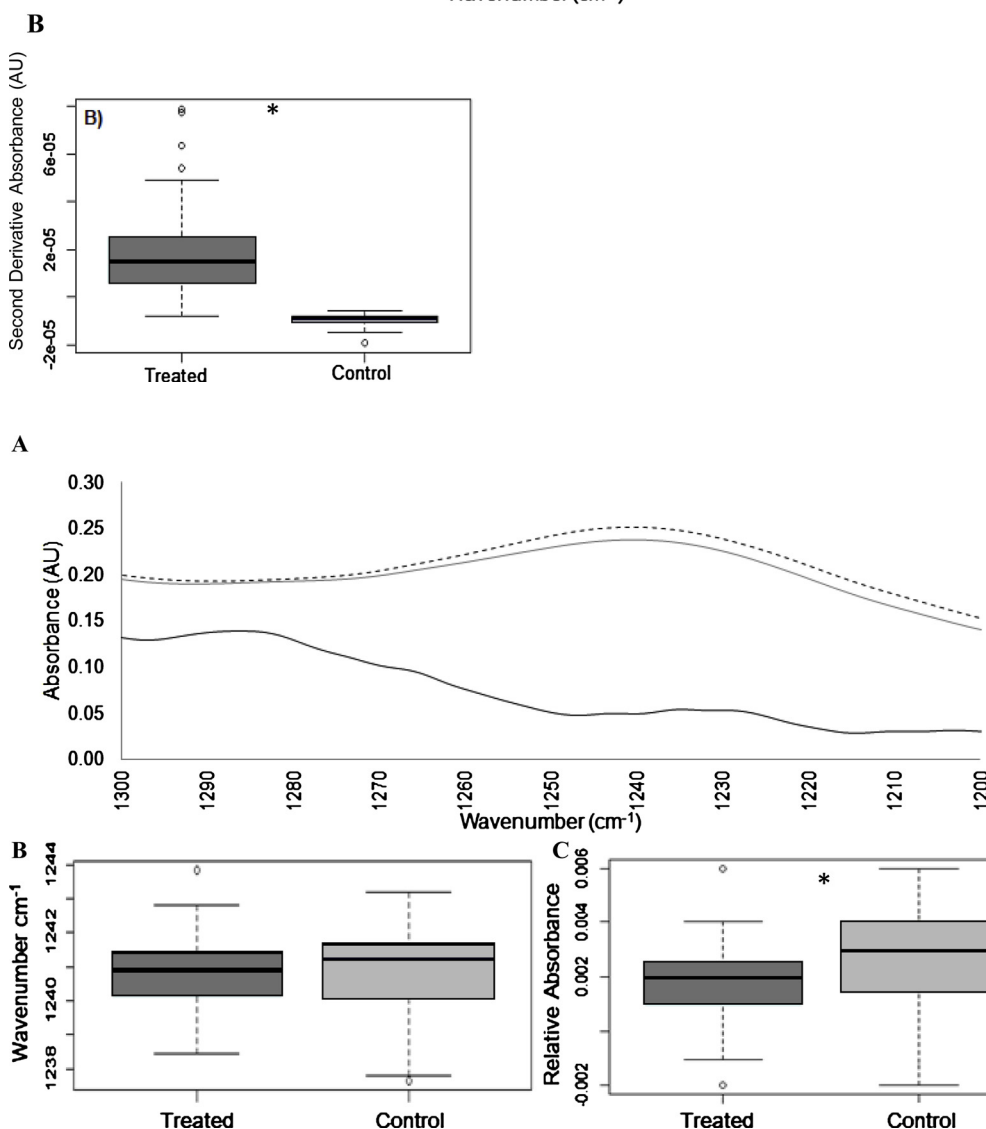 B
Second Derivative Absorbance (AU)
6e-05
2e-05
-2e-05
B)
*
Treated
Control
A
Absorbance (AU)
0.30
0.25
0.20
0.15
0.10
0.05
0.00
1300
1290
1280
1270
1260
1250
1240
1230
1220
1210
1200
Wavenumber (cm-1)
B
Wavenumber cm-1
1244
1242
1240
1238
Treated
Control
C
Relative Absorbance
0.006
0.004
0.002
-0.002
*
Treated
Control